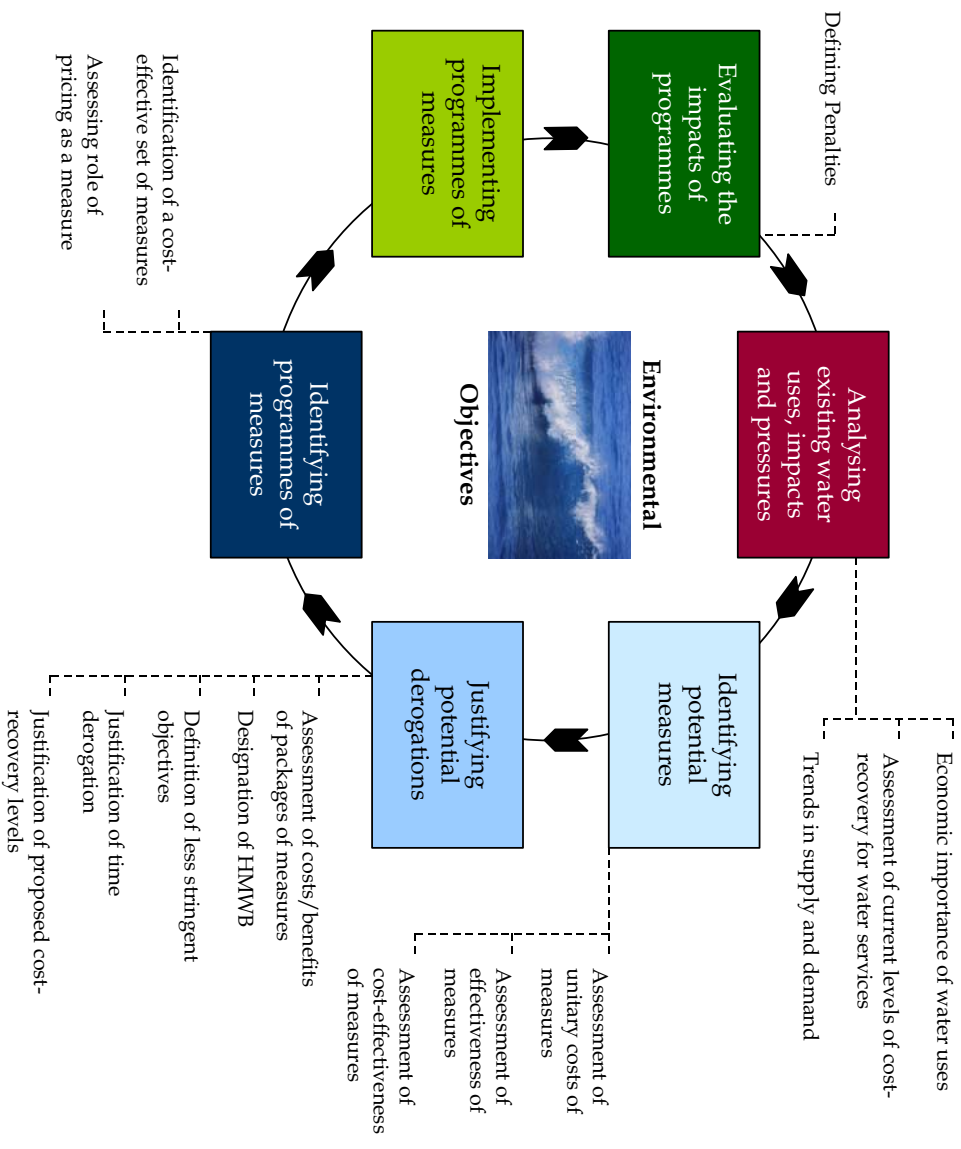 Economic importance of water uses
Assessment of current levels of cost-
recovery for water services
Trends in supply and demand
Analysing
existing water
uses, impacts
and pressures
Defining Penalties
Evaluating the
impacts of
programmes
Identifying
potential
measures
Assessment of
unitary costs of
measures
Assessment of
effectiveness of
measures
Assessment of
cost-effectiveness
of measures
Environmental
Objectives
Implementing
programmes of
measures
Justifying
potential
derogations
Assessment of costs/benefits
of packages of measures
Designation of HMWB
Definition of less stringent
objectives
Justification of time
derogation
Justification of proposed cost-
recovery levels
Identifying
programmes of
measures
Identification of a cost-
effective set of measures
Assessing role of
pricing as a measure